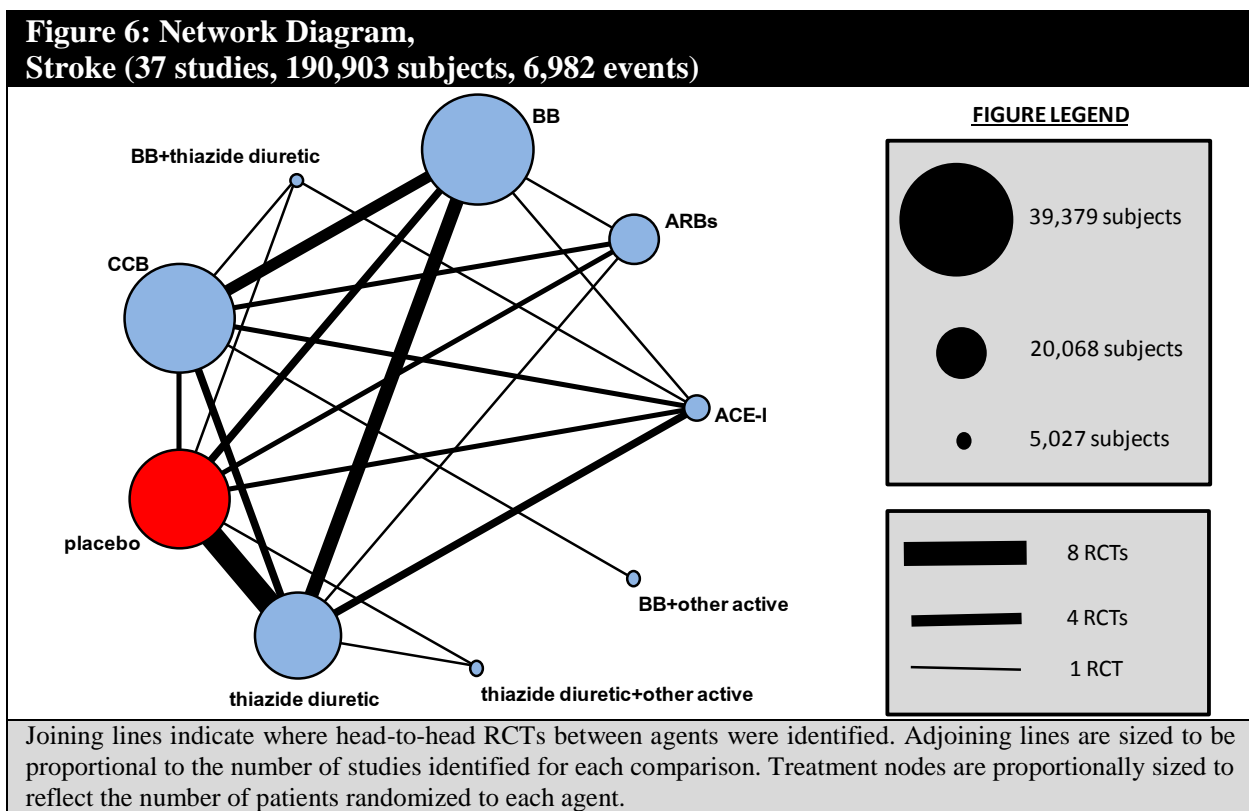 Figure 6: Network Diagram,
Stroke (37 studies, 190,903 subjects, 6,982 events)
BB
BB+thiazide diuretic
ARBs
CCB
ACE-I
placebo
BB+other active
thiazide diuretic
thiazide diuretic+other active
FIGURE LEGEND
39,379 subjects
20,068 subjects
5,027 subjects
8 RCTs
4 RCTs
1 RCT
Joining lines indicate where head-to-head RCTs between agents were identified. Adjoining lines are sized to be
proportional to the number of studies identified for each comparison. Treatment nodes are proportionally sized to
reflect the number of patients randomized to each agent.